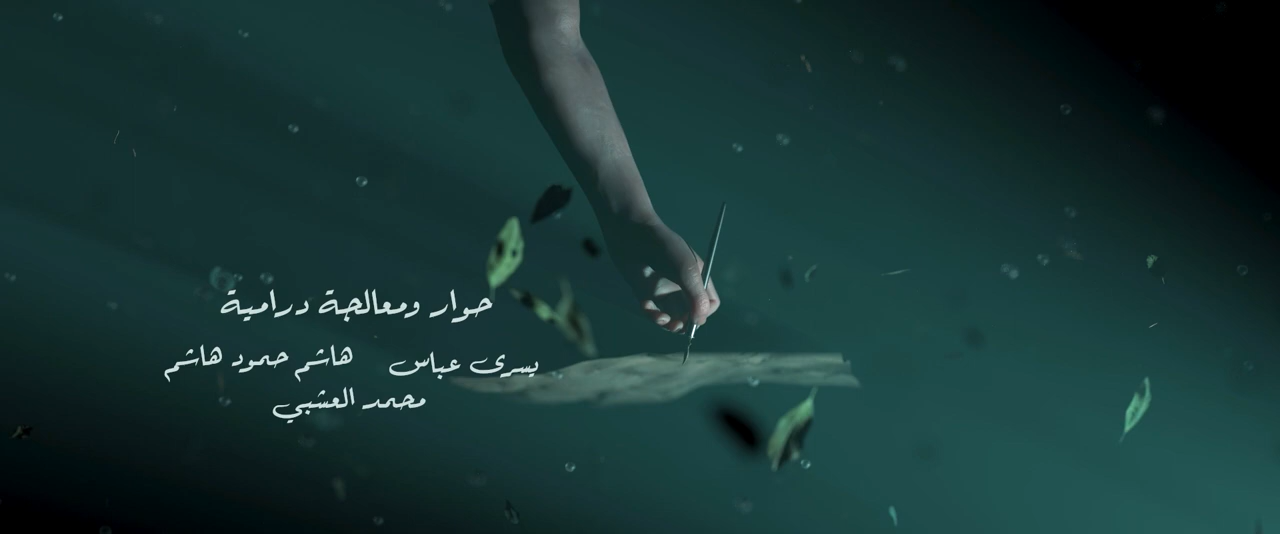 حوار ومعالجة درامية
يسرى عباس هاشم حمود هاشم
محمد العشبي